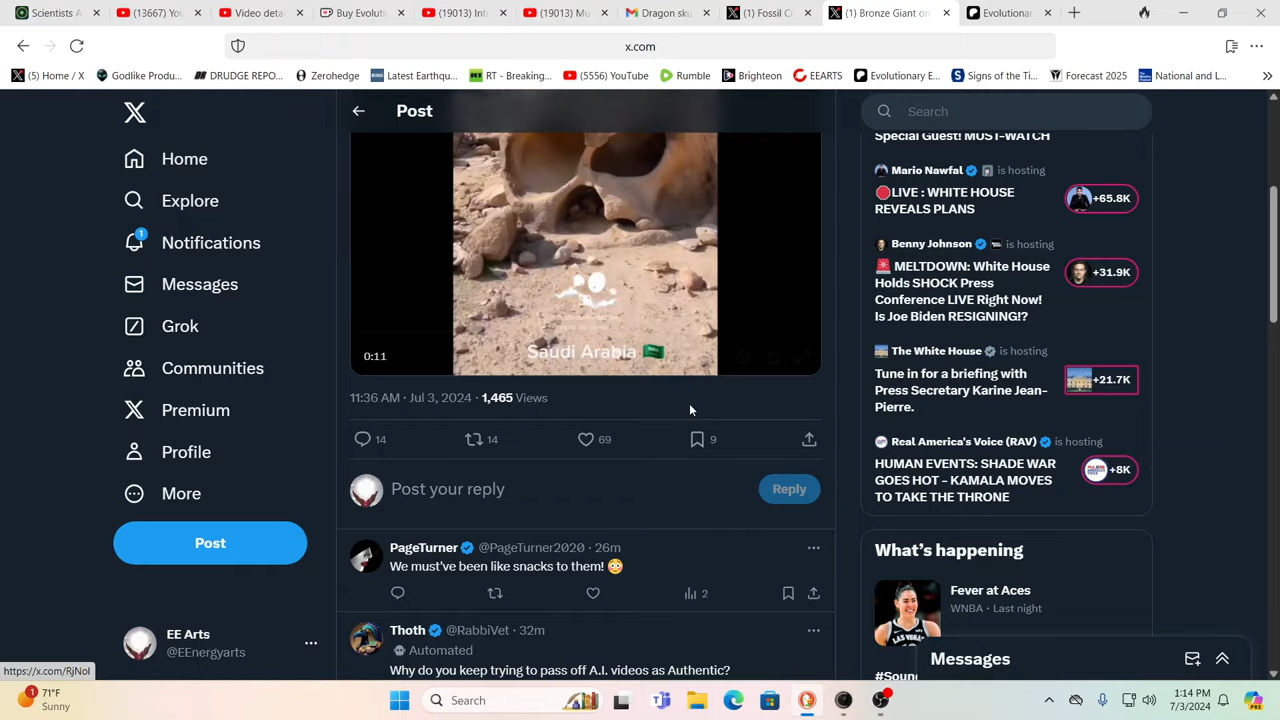 Scientists A...
(13667) Yo
Video deta
Buy Evolut
(19013) Int
(19013) Mu
Dragon sku
(1) Fossil C
(1) Bronze Giant on
Evolutionar
x.com
(5) Home / X
Godlike Produ...
DRUDGE REPO...
Zerohedge
Latest Earthqu...
RT - Breaking...
(5556) YouTube
Rumble
Brighteon
EEARTS
Evolutionary E...
Signs of the Ti...
Forecast 2025
National and L...
Home
Explore
1
Notifications
Messages
Grok
Communities
Premium
Profile
More
Post
EE Arts
@EEnergyarts
https://x.com/RjNol
Post
Saudi Arabia
0:11
11:36 AM · Jul 3, 2024 · 1,465 Views
14
14
69
9
Post your reply
Reply
PageTurner @PageTurner2020 · 26m
We must've been like snacks to them!
2
Thoth @RabbiVet · 32m
Automated
Why do you keep trying to pass off A.I. videos as Authentic?
Search
Special Guest! MUST-WATCH
Mario Nawfal is hosting
LIVE : WHITE HOUSE
REVEALS PLANS
+65.8K
Benny Johnson is hosting
MELTDOWN: White House
Holds SHOCK Press
Conference LIVE Right Now!
Is Joe Biden RESIGNING!?
+31.9K
The White House is hosting
Tune in for a briefing with
Press Secretary Karine Jean-
Pierre.
+21.7K
Real America's Voice (RAV) is hosting
HUMAN EVENTS: SHADE WAR
GOES HOT - KAMALA MOVES
TO TAKE THE THRONE
+8K
What's happening
Fever at Aces
WNBA · Last night
#Soun
Messages
1
71°F
Sunny
Search
1:14 PM
7/3/2024